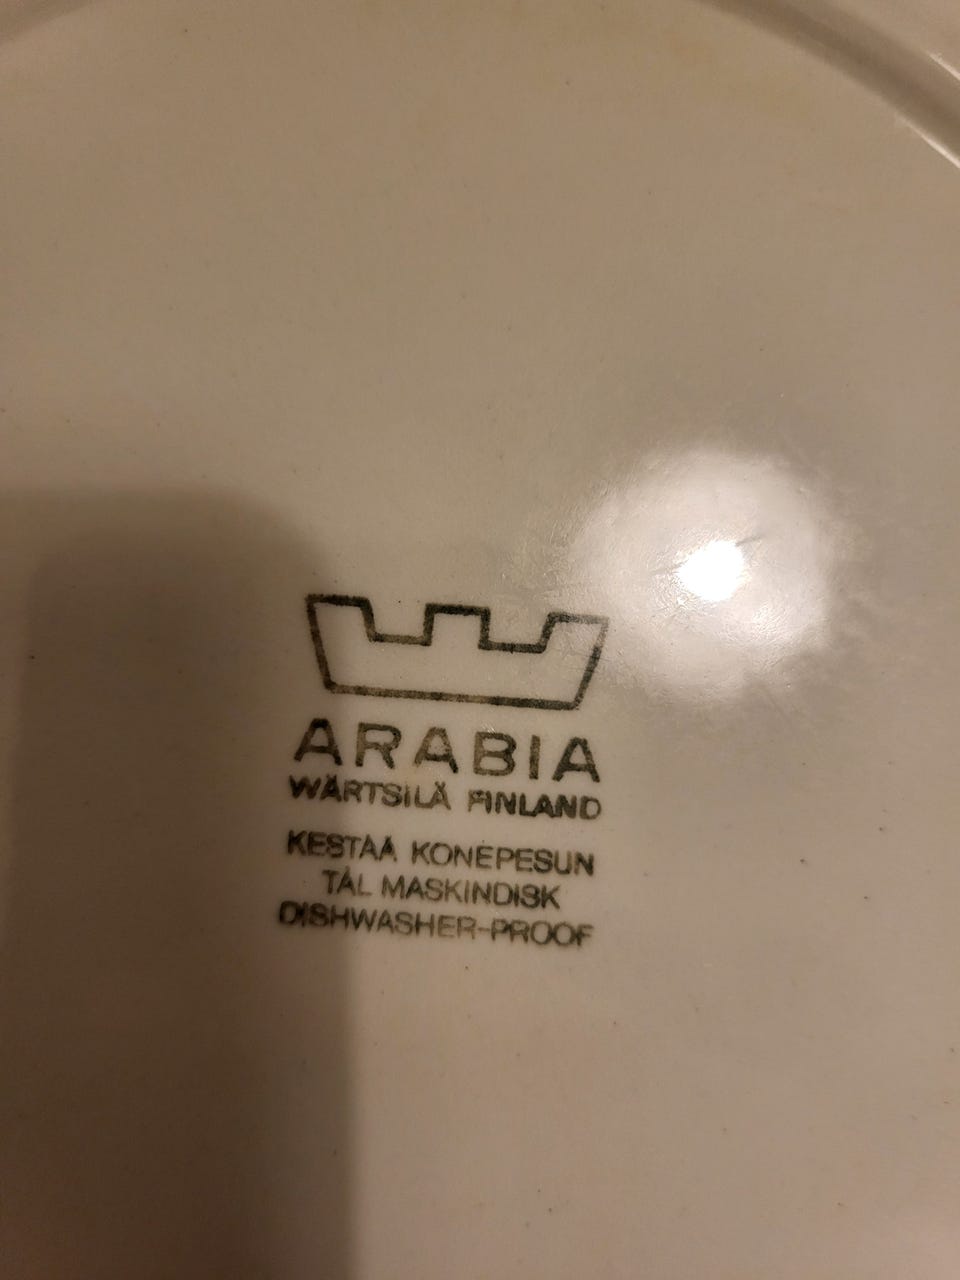 ARABIA
WÄRTSILÄ FINLAND
KESTÄÄ KONEPESUN
TÅL MASKINDISK
DISHWASHER-PROOF